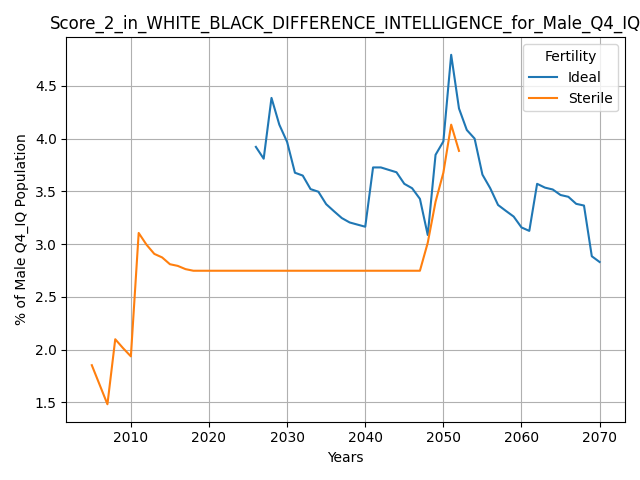 Score_2_in_WHITE_BLACK_DIFFERENCE_INTELLIGENCE_for_Male_Q4_IQ
Fertility
Ideal
Sterile
% of Male Q4_IQ Population
4.5
4.0
3.5
3.0
2.5
2.0
1.5
2010 2020 2030 2040 2050 2060 2070
Years